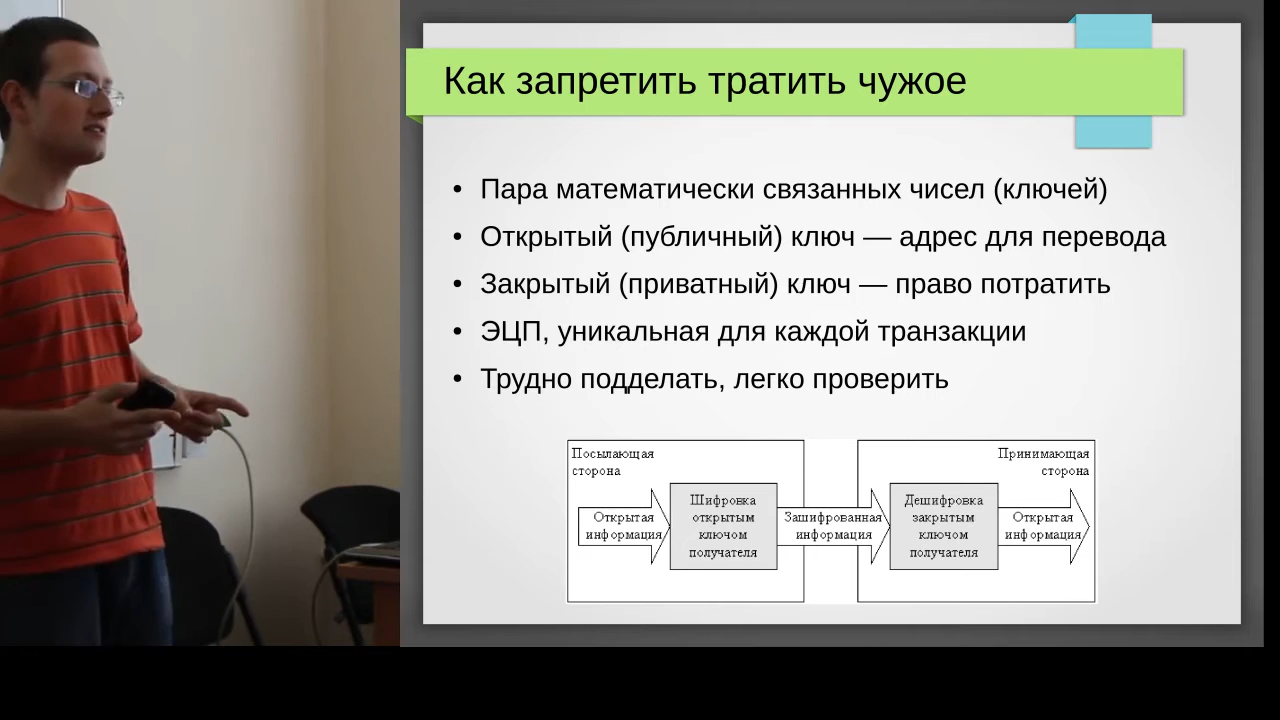 Как запретить тратить чужое
• Пара математически связанных чисел (ключей)
• Открытый (публичный) ключ — адрес для перевода
• Закрытый (приватный) ключ — право потратить
• ЭЦП, уникальная для каждой транзакции
• Трудно подделать, легко проверить
Посылающая
сторона
Открытая
информация
Шифровка
открытым
ключом
получателя
Зашифрованная
информация
Принимающая
сторона
Дешифровка
закрытым
ключом
получателя
Открытая
информация